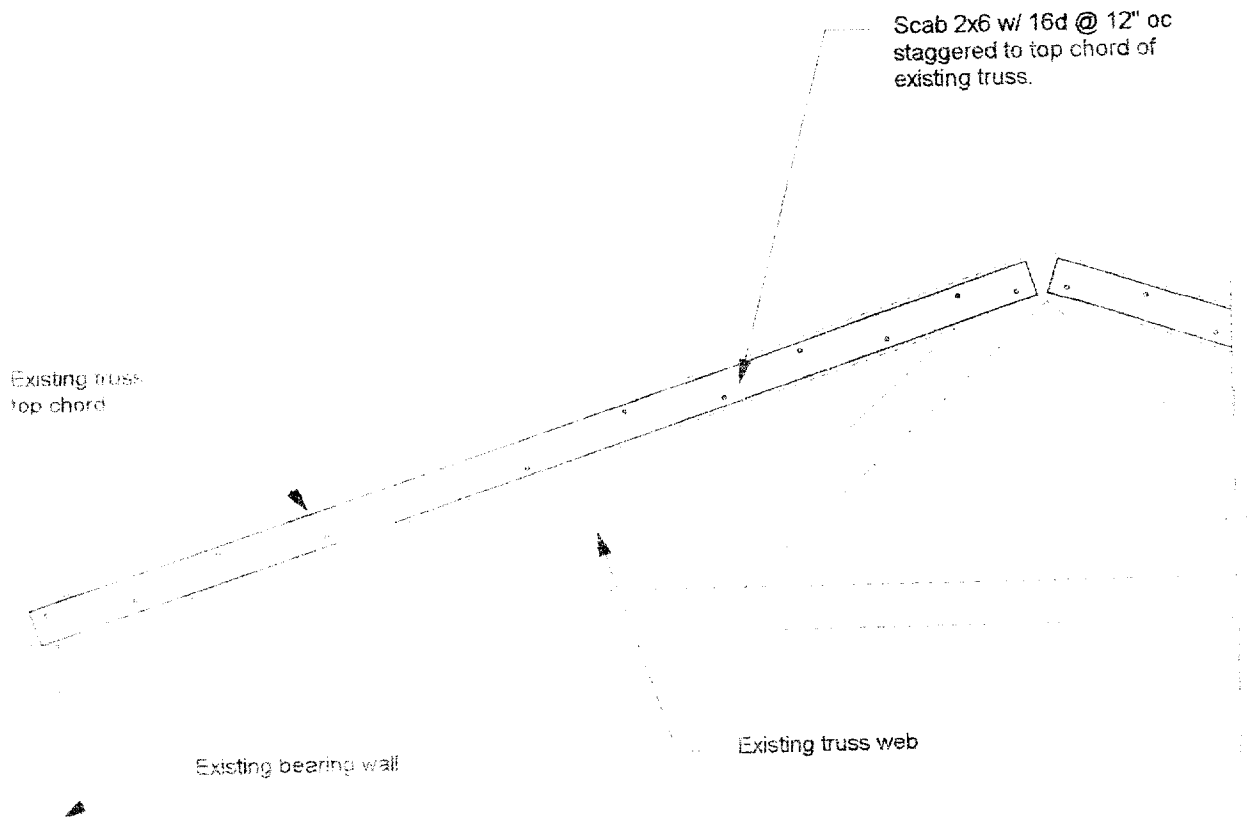 Scab 2x6 w/ 16d @ 12" oc
staggered to top chord of
existing truss.
Existing truss
top chord
Existing truss web
Existing bearing wall